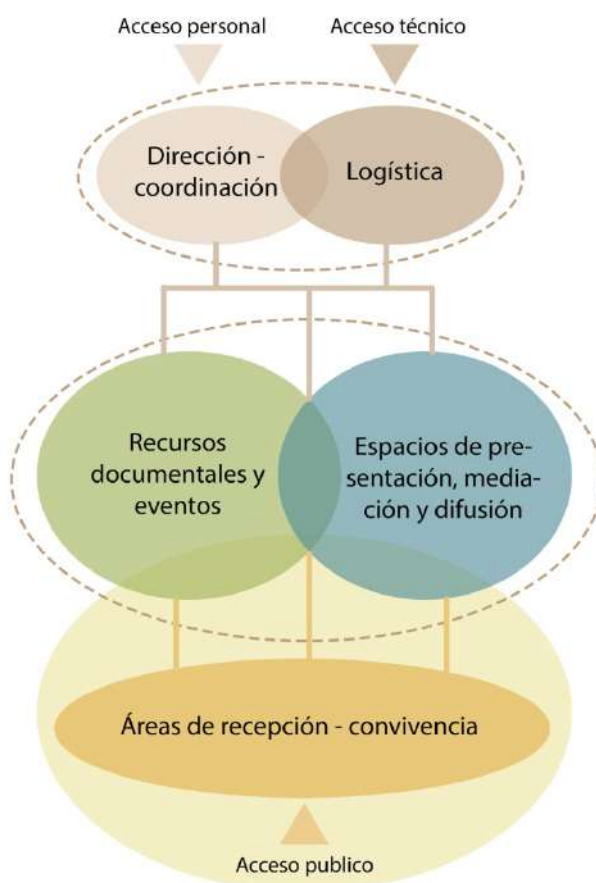 Acceso personal
Acceso técnico
Dirección -
coordinación
Logística
Recursos
documentales y
eventos
Espacios de pre-
sentación, media-
ción y difusión
Áreas de recepción - convivencia
Acceso publico